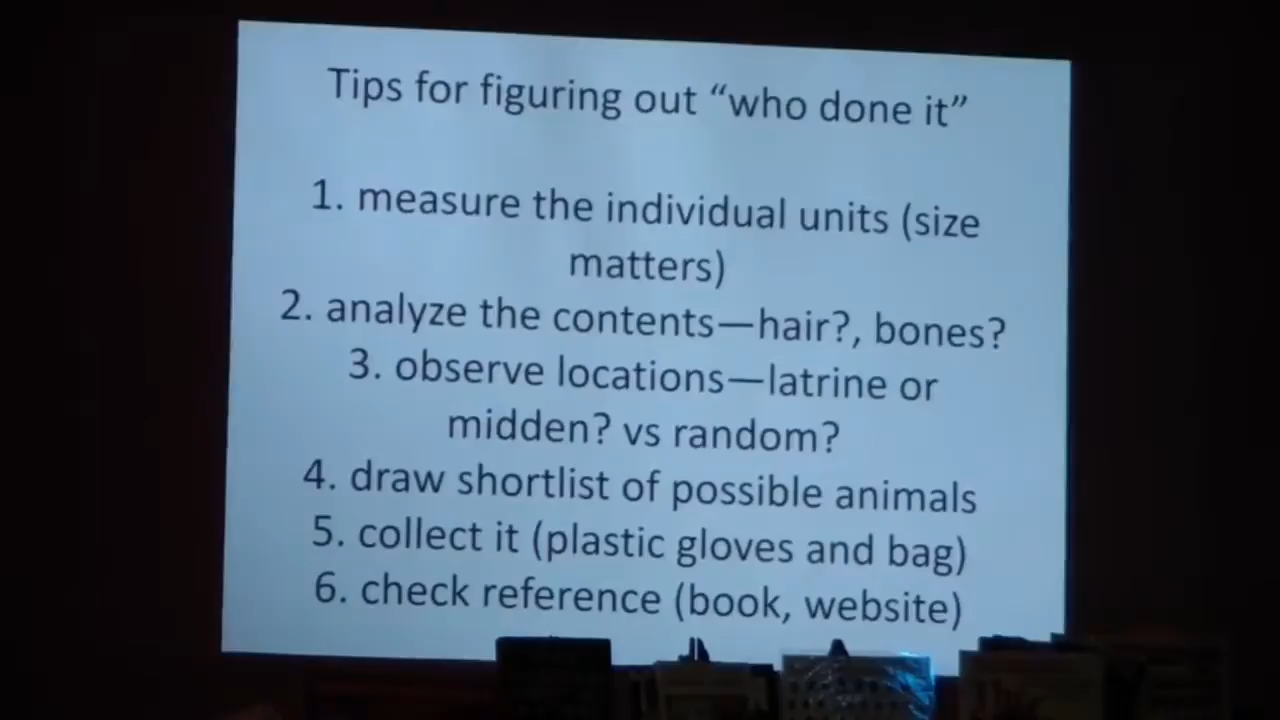 Tips for figuring out “who done it”
1. measure the individual units (size
matters)
2. analyze the contents—hair?, bones?
3. observe locations—latrine or
midden? vs random?
4. draw shortlist of possible animals
5. collect it (plastic gloves and bag)
6. check reference (book, website)